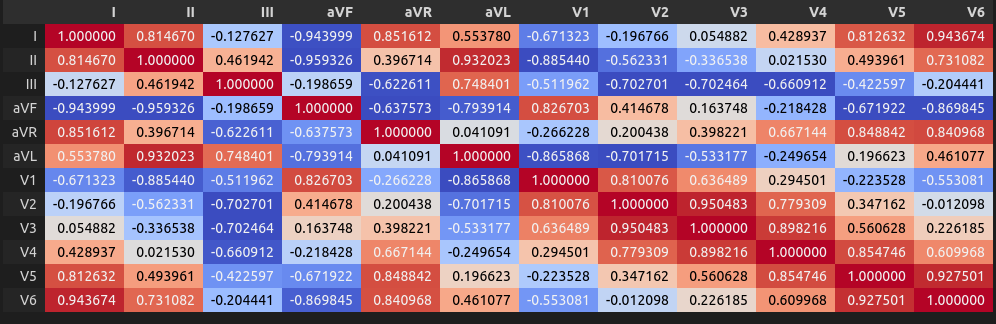 I II III aVF aVR aVL V1 V2 V3 V4 V5 V6
I 1.000000 0.814670 -0.127627 -0.943999 0.851612 0.553780 -0.671323 -0.196766 0.054882 0.428937 0.812632 0.943674
II 0.814670 1.000000 0.461942 -0.959326 0.396714 0.932023 -0.885440 -0.562331 -0.336538 0.021530 0.493961 0.731082
III -0.127627 0.461942 1.000000 -0.198659 -0.622611 0.748401 -0.511962 -0.702701 -0.702464 -0.660912 -0.422597 -0.204441
aVF -0.943999 -0.959326 -0.198659 1.000000 -0.637573 -0.793914 0.826703 0.414678 0.163748 -0.218428 -0.671922 -0.869845
aVR 0.851612 0.396714 -0.622611 -0.637573 1.000000 0.041091 -0.266228 0.200438 0.398221 0.667144 0.848842 0.840968
aVL 0.553780 0.932023 0.748401 -0.793914 0.041091 1.000000 -0.865868 -0.701715 -0.533177 -0.249654 0.196623 0.461077
V1 -0.671323 -0.885440 -0.511962 0.826703 -0.266228 -0.865868 1.000000 0.810076 0.636489 0.294501 -0.223528 -0.553081
V2 -0.196766 -0.562331 -0.702701 0.414678 0.200438 -0.701715 0.810076 1.000000 0.950483 0.779309 0.347162 -0.012098
V3 0.054882 -0.336538 -0.702464 0.163748 0.398221 -0.533177 0.636489 0.950483 1.000000 0.898216 0.560628 0.226185
V4 0.428937 0.021530 -0.660912 -0.218428 0.667144 -0.249654 0.294501 0.779309 0.898216 1.000000 0.854746 0.609968
V5 0.812632 0.493961 -0.422597 -0.671922 0.848842 0.196623 -0.223528 0.347162 0.560628 0.854746 1.000000 0.927501
V6 0.943674 0.731082 -0.204441 -0.869845 0.840968 0.461077 -0.553081 -0.012098 0.226185 0.609968 0.927501 1.000000